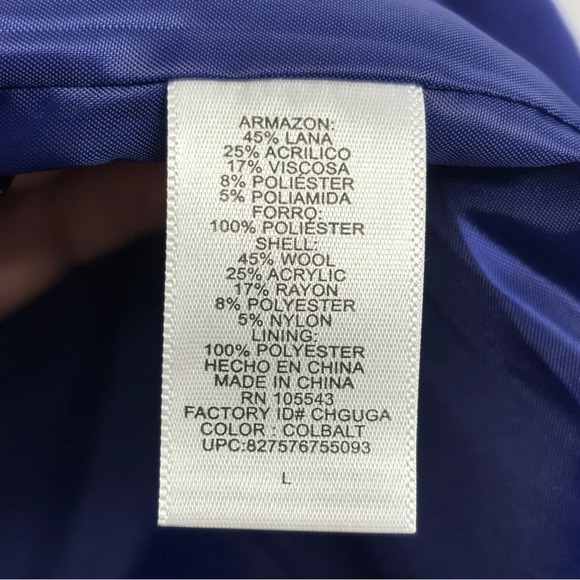 ARMAZON:
45% LANA
25% ACRILICO
17% VISCOSA
8% POLIÉSTER
5% POLIAMIDA
FORRO:
100% POLIÉSTER
SHELL:
45% WOOL
25% ACRYLIC
17% RAYON
8% POLYESTER
5% NYLON
LINING:
100% POLYESTER
HECHO EN CHINA
MADE IN CHINA
RN 105543
FACTORY ID# CHGUGA
COLOR : COLBALT
UPC:827576755093
L